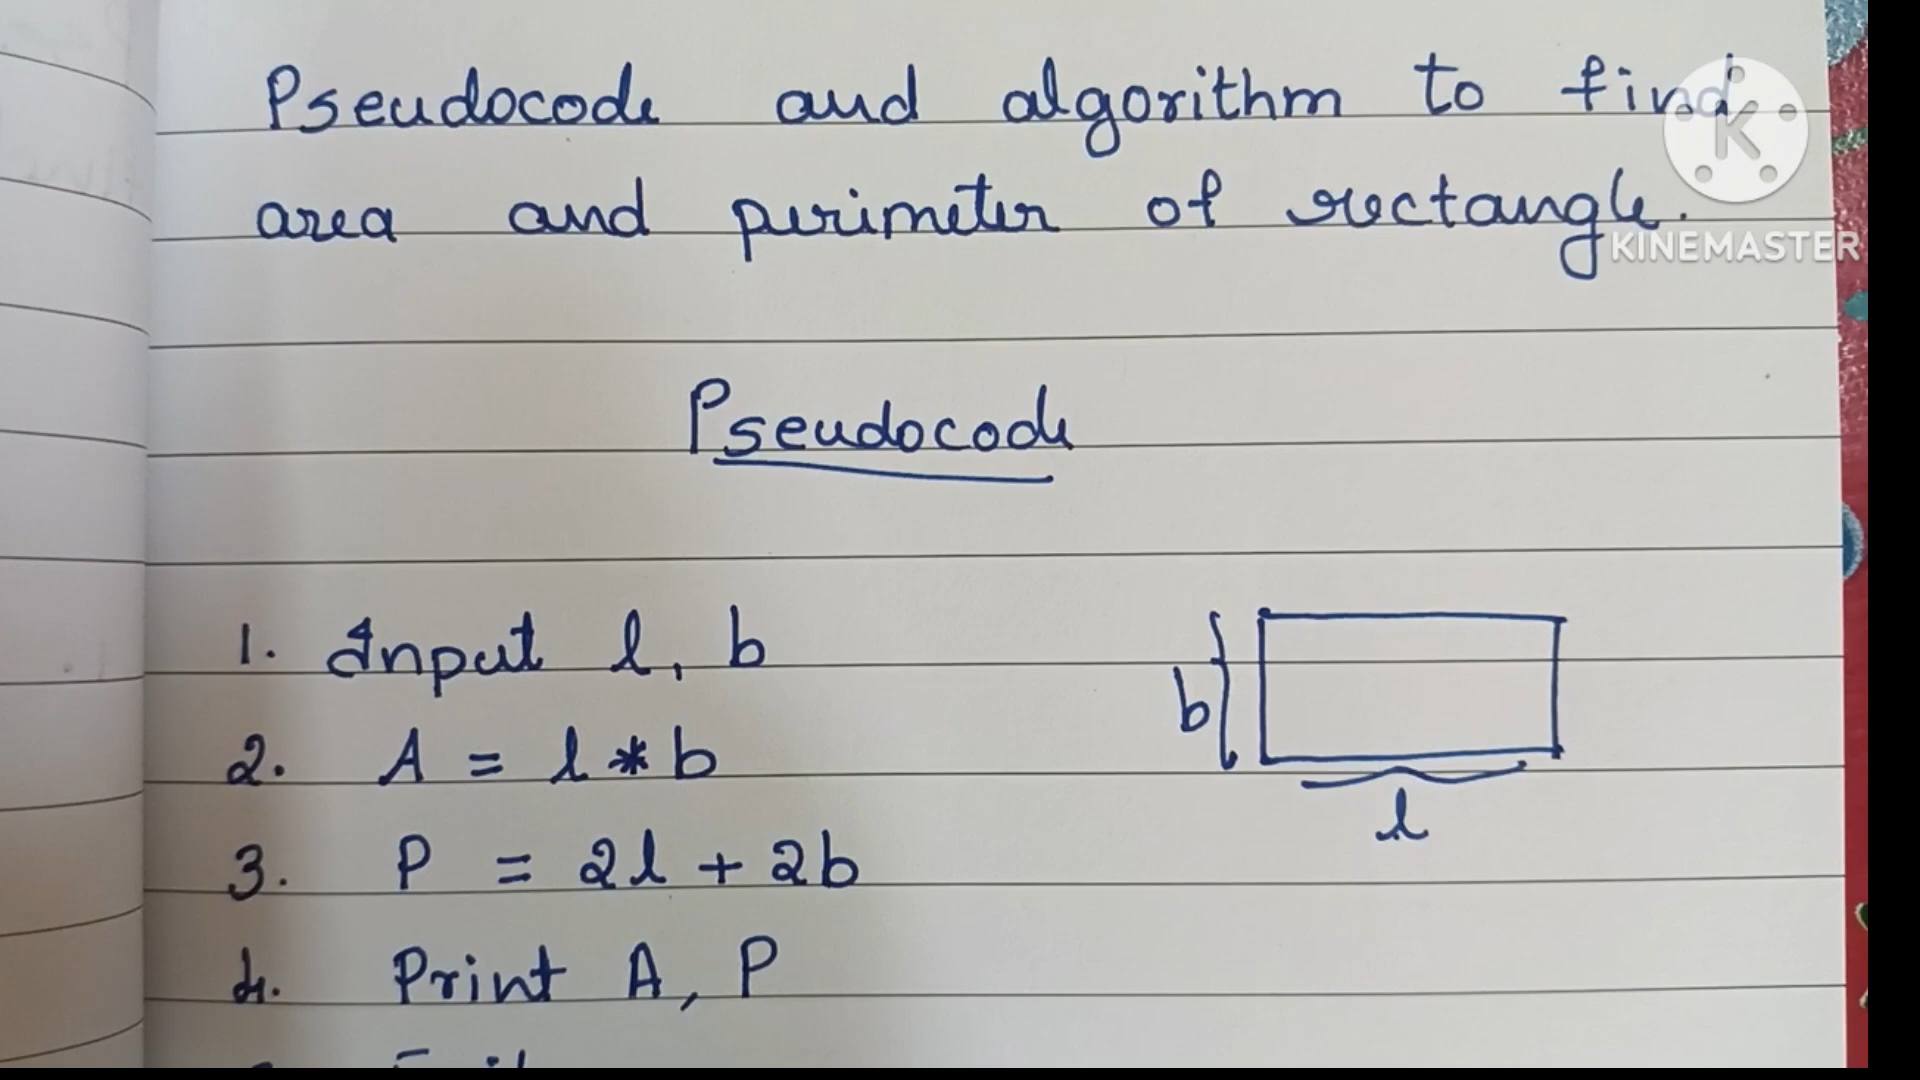 Pseudocode and algorithm to find
area and perimeter of rectangle.
K
KINEMASTER
Pseudocode
1. Input l, b
2. A = l * b
3. P = 2l + 2b
4. Print A, P
b
l